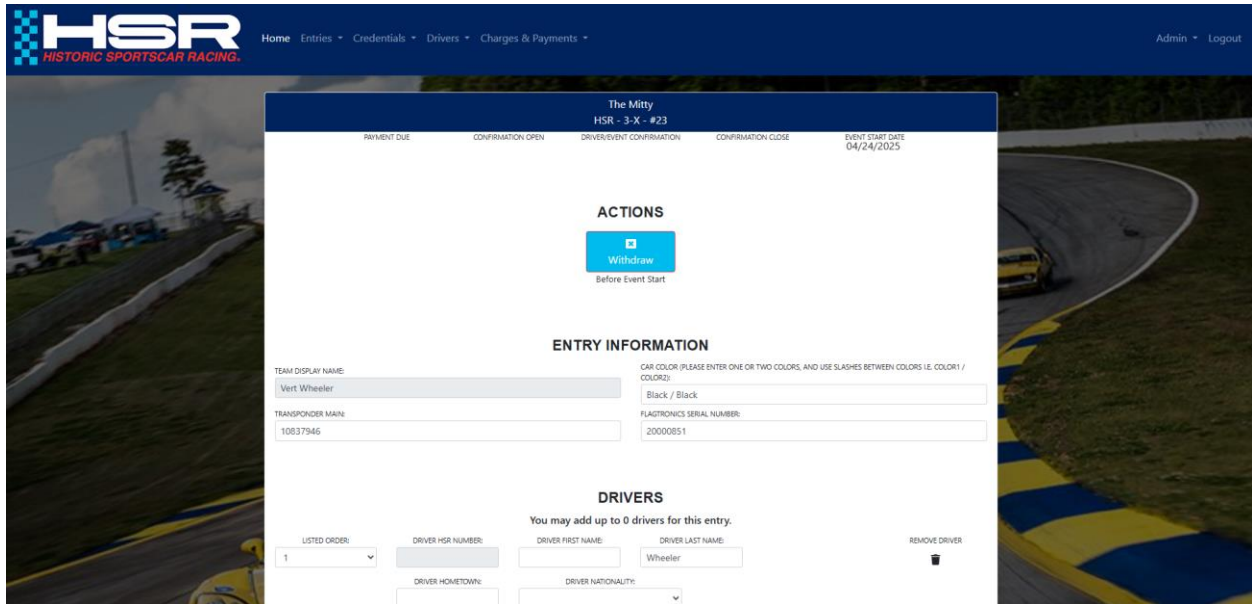 HSR
HISTORIC SPORTSCAR RACING.
Home Entries Credentials Drivers Charges & Payments
Admin Logout
The Mitty
HSR - 3-X - #23
PAYMENT DUE CONFIRMATION OPEN DRIVER/EVENT CONFIRMATION CONFIRMATION CLOSE EVENT START DATE
04/24/2025
ACTIONS
Withdraw
Before Event Start
ENTRY INFORMATION
TEAM DISPLAY NAME:
Vert Wheeler
CAR COLOR (PLEASE ENTER ONE OR TWO COLORS, AND USE SLASHES BETWEEN COLORS I.E. COLOR1 /
COLOR2):
Black / Black
TRANSPONDER MAIN:
10837946
FLAGTRONICS SERIAL NUMBER:
20000851
DRIVERS
You may add up to 0 drivers for this entry.
LISTED ORDER: DRIVER HSR NUMBER: DRIVER FIRST NAME: DRIVER LAST NAME: REMOVE DRIVER
1 Wheeler
DRIVER HOMETOWN: DRIVER NATIONALITY: